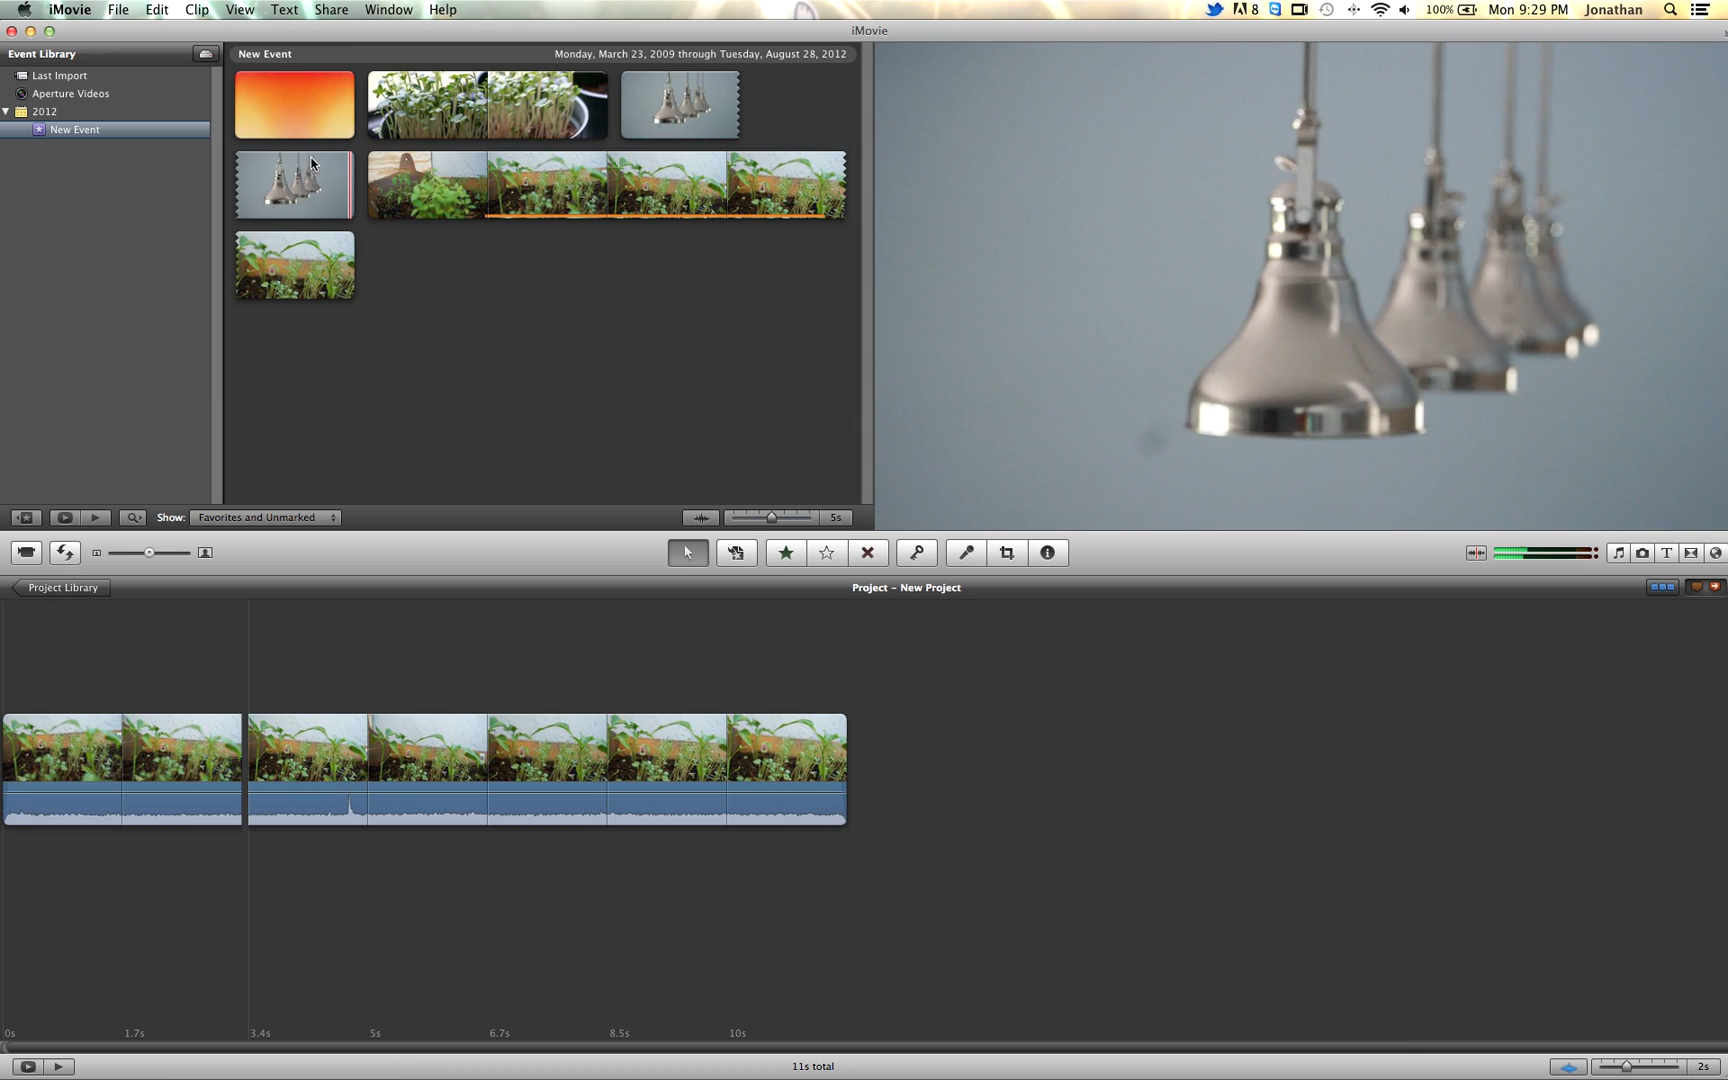 iMovie File Edit Clip View Text Share Window Help 8 100% Mon 9:29 PM Jonathan
iMovie
Event Library
Last Import
Aperture Videos
2012
New Event
New Event Monday, March 23, 2009 through Tuesday, August 28, 2012
Show: Favorites and Unmarked 5s
Project Library Project – New Project
0s 1.7s 3.4s 5s 6.7s 8.5s 10s
11s total 2s